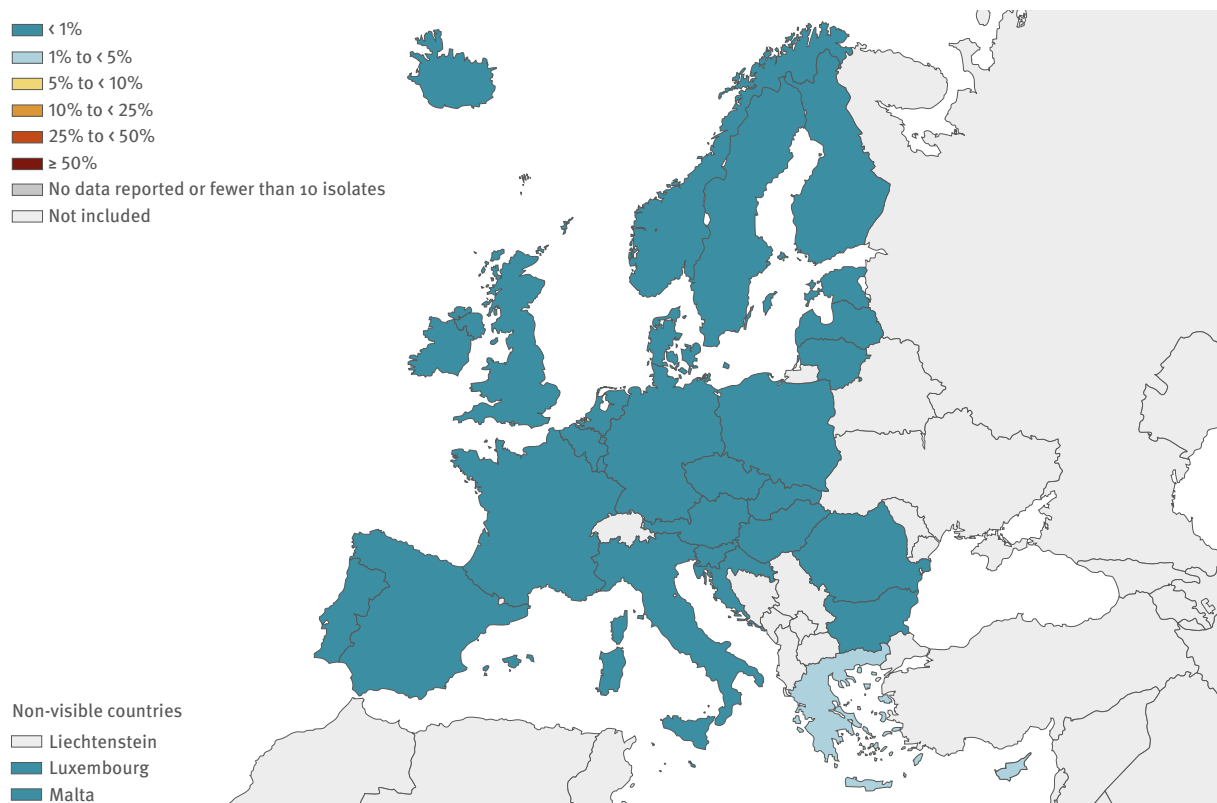 < 1%
1% to < 5%
5% to < 10%
10% to < 25%
25% to < 50%
≥ 50%
No data reported or fewer than 10 isolates
Not included
Non-visible countries
Liechtenstein
Luxembourg
Malta